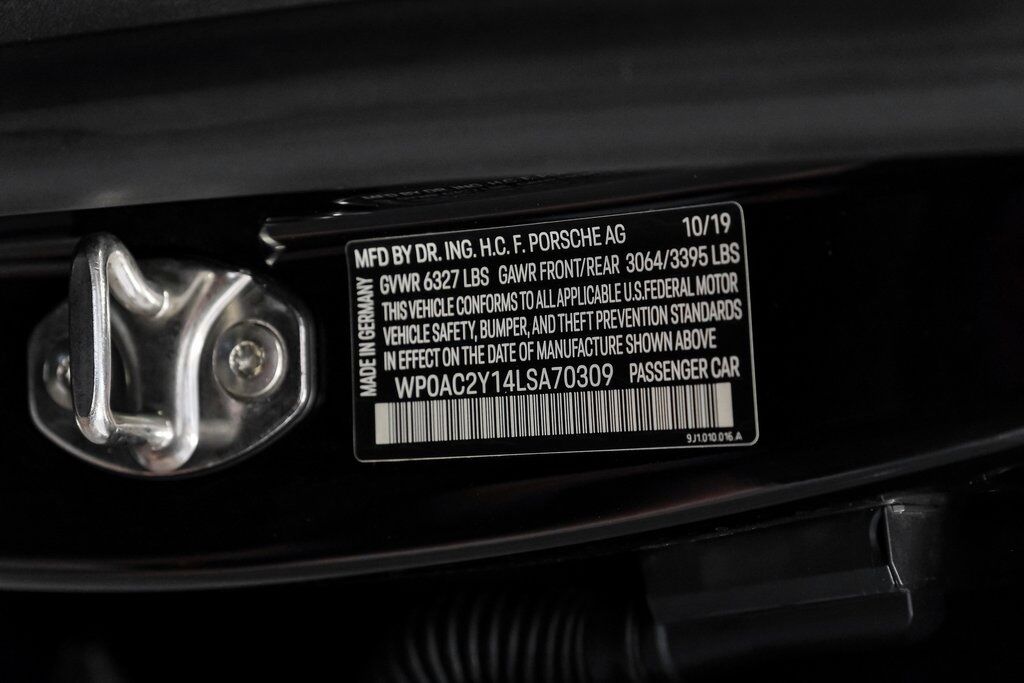 MFD BY DR. ING. H.C. F. PORSCHE AG 10/19
GVWR 6327 LBS GAWR FRONT/REAR 3064/3395 LBS
THIS VEHICLE CONFORMS TO ALL APPLICABLE U.S. FEDERAL MOTOR
VEHICLE SAFETY, BUMPER, AND THEFT PREVENTION STANDARDS
IN EFFECT ON THE DATE OF MANUFACTURE SHOWN ABOVE
WP0AC2Y14LSA70309 PASSENGER CAR
9J1.010.016.A
MADE IN GERMANY